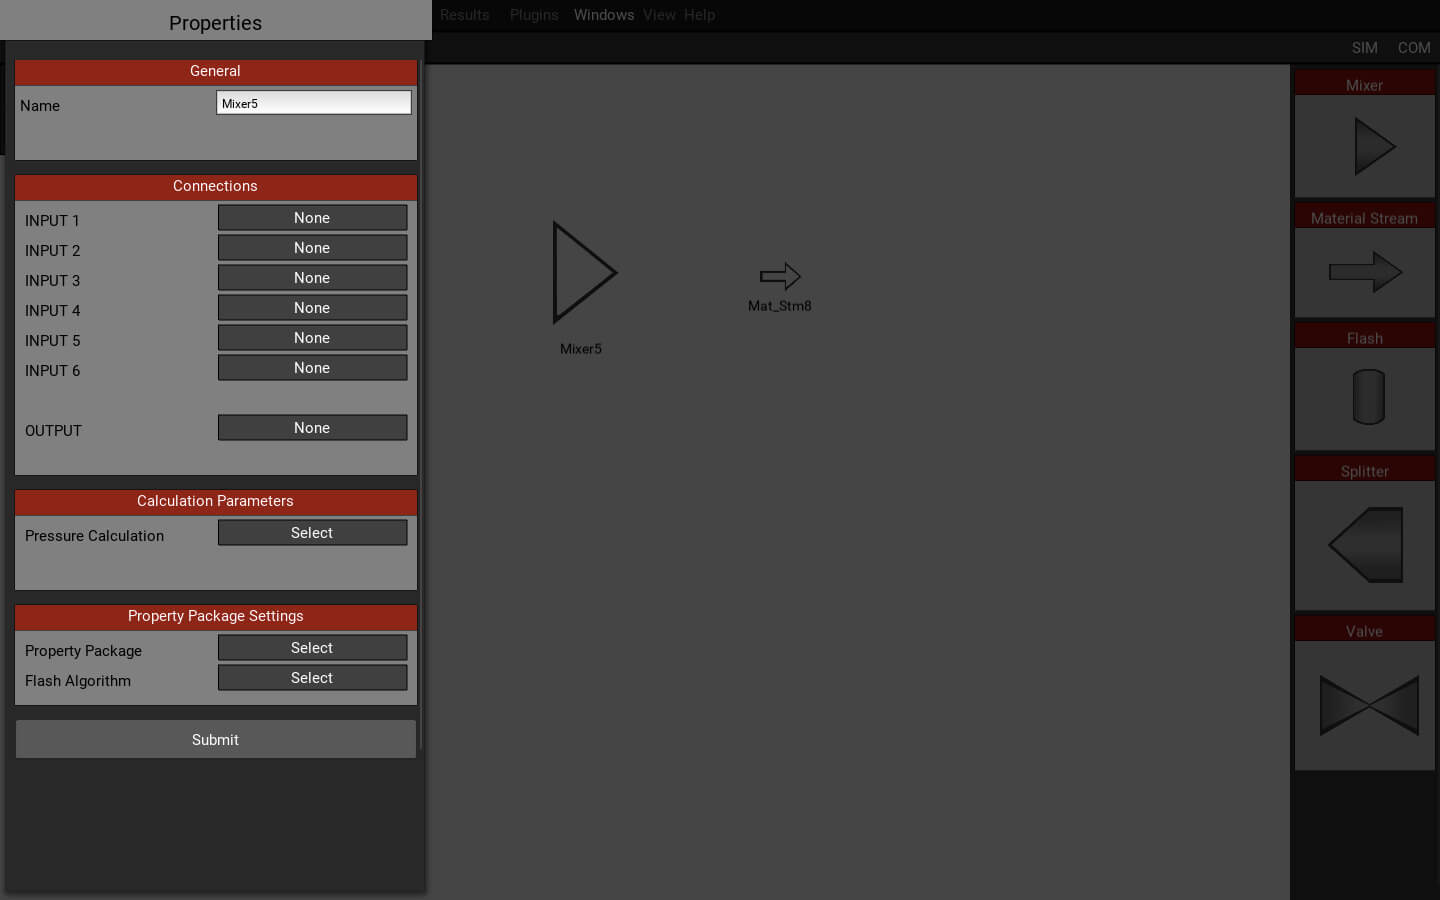 Properties
Results Plugins Windows View Help
SIM COM
General
Name Mixer5
Connections
INPUT 1 None
INPUT 2 None
INPUT 3 None
INPUT 4 None
INPUT 5 None
INPUT 6 None
OUTPUT None
Calculation Parameters
Pressure Calculation Select
Property Package Settings
Property Package Select
Flash Algorithm Select
Submit
Mixer5
Mat_Stm8
Mixer
Material Stream
Flash
Splitter
Valve